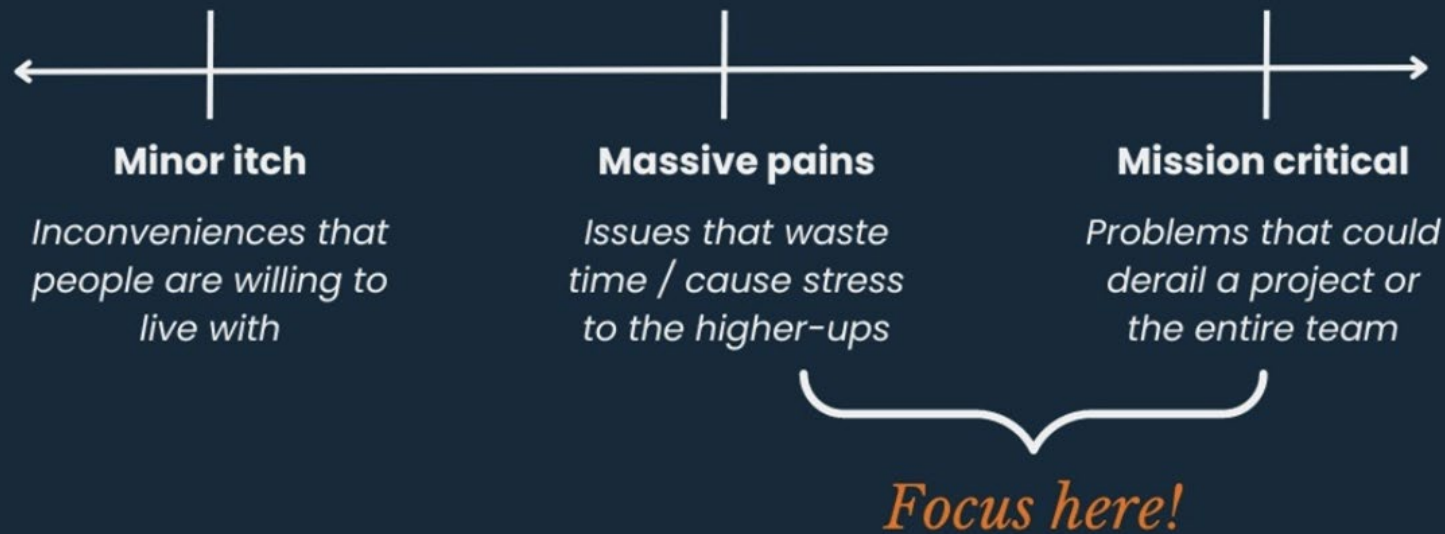 Minor itch
Inconveniences that
people are willing to
live with
Massive pains
Issues that waste
time / cause stress
to the higher-ups
Mission critical
Problems that could
derail a project or
the entire team
Focus here!